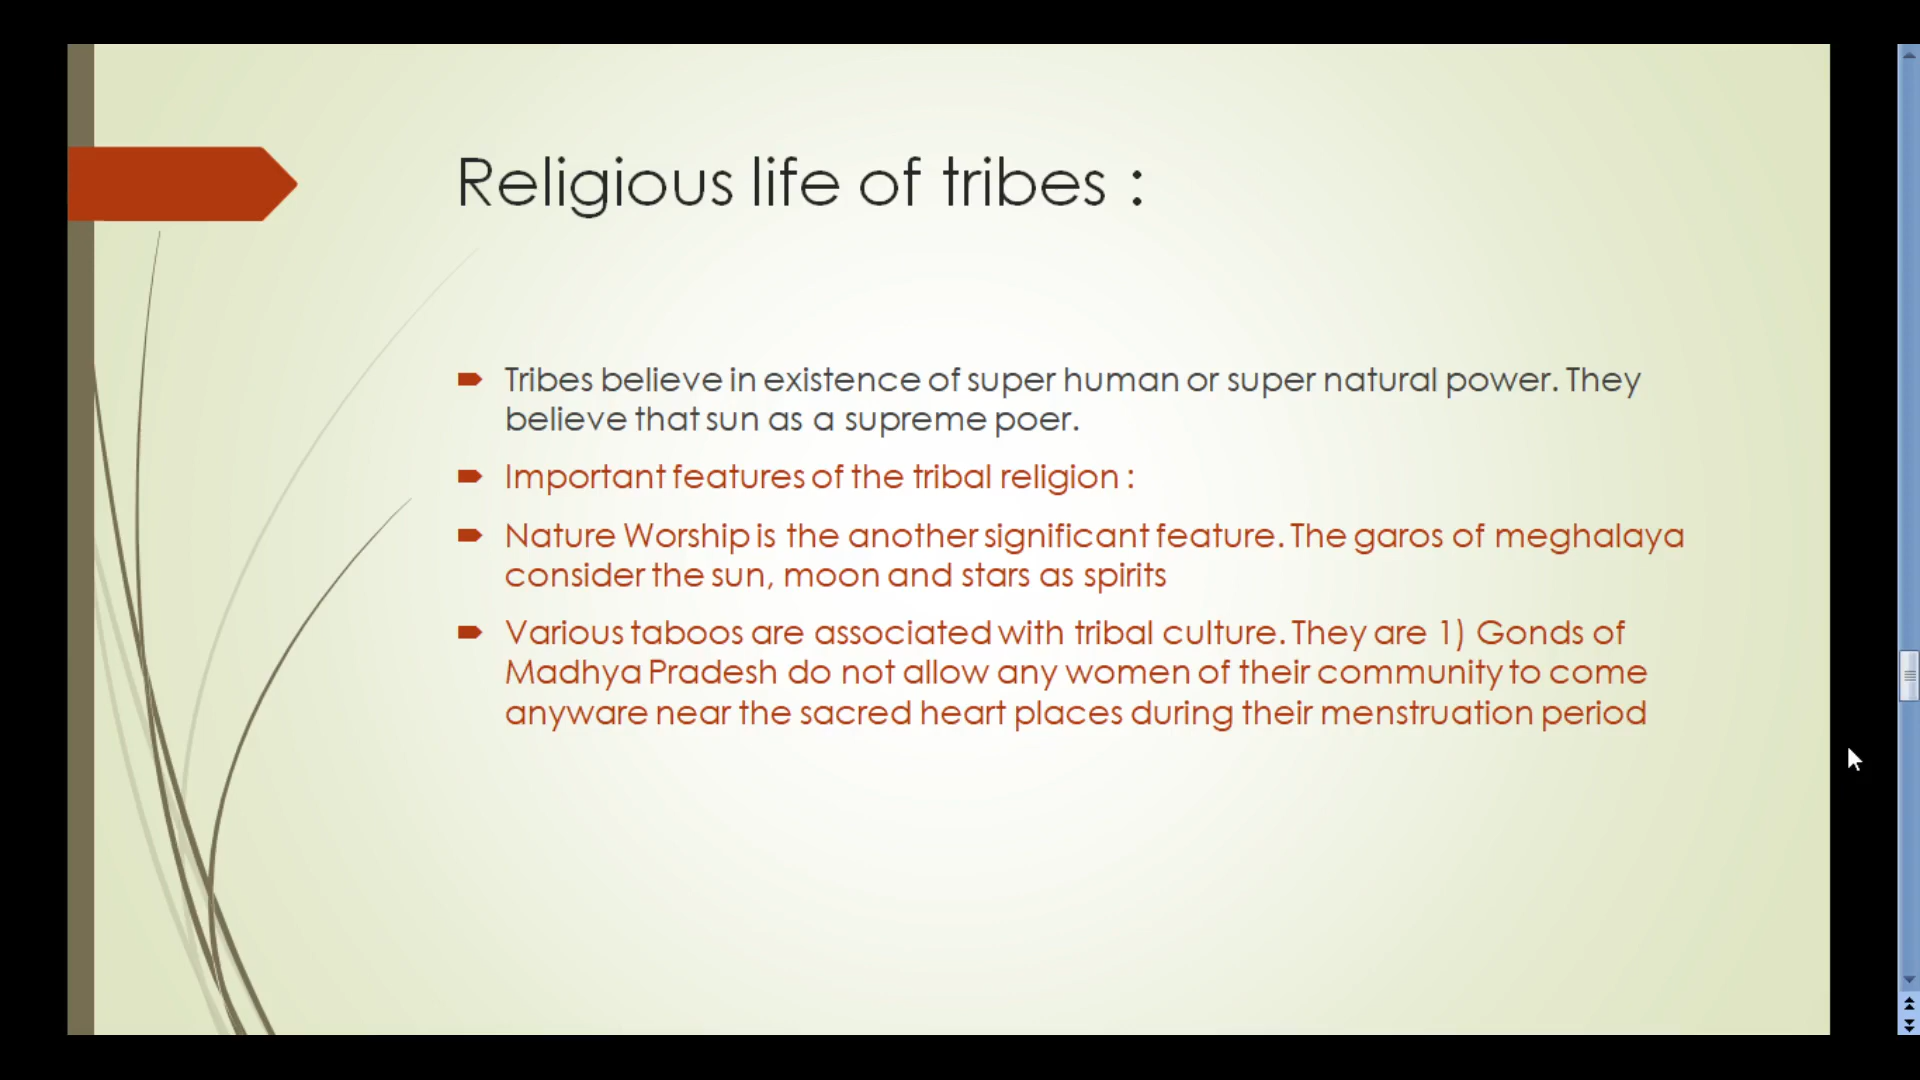 Religious life of tribes :
Tribes believe in existence of super human or super natural power. They
believe that sun as a supreme poer.
Important features of the tribal religion :
Nature Worship is the another significant feature. The garos of meghalaya
consider the sun, moon and stars as spirits
Various taboos are associated with tribal culture. They are 1) Gonds of
Madhya Pradesh do not allow any women of their community to come
anyware near the sacred heart places during their menstruation period